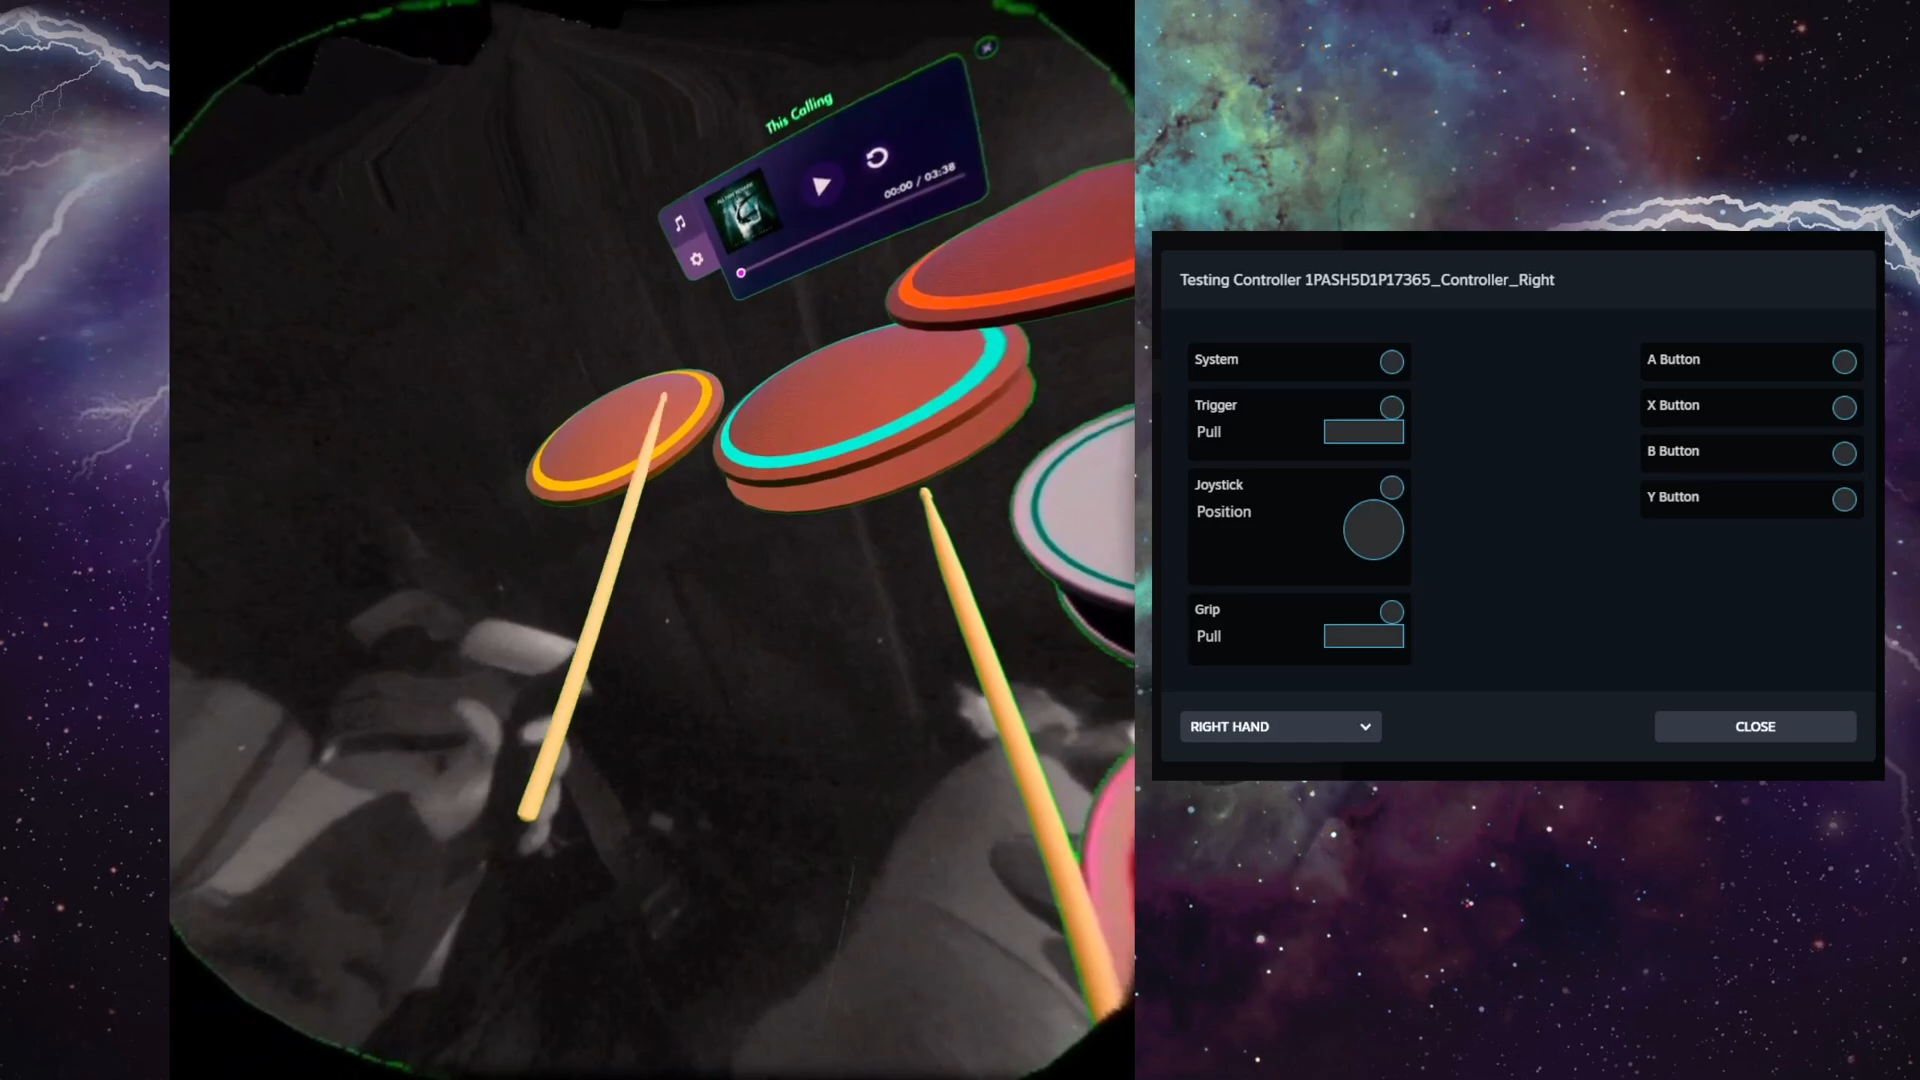 This Calling
00:00 / 03:38
Testing Controller 1PASH5D1P17365_Controller_Right
System
Trigger
Pull
Joystick
Position
Grip
Pull
A Button
X Button
B Button
Y Button
RIGHT HAND
CLOSE